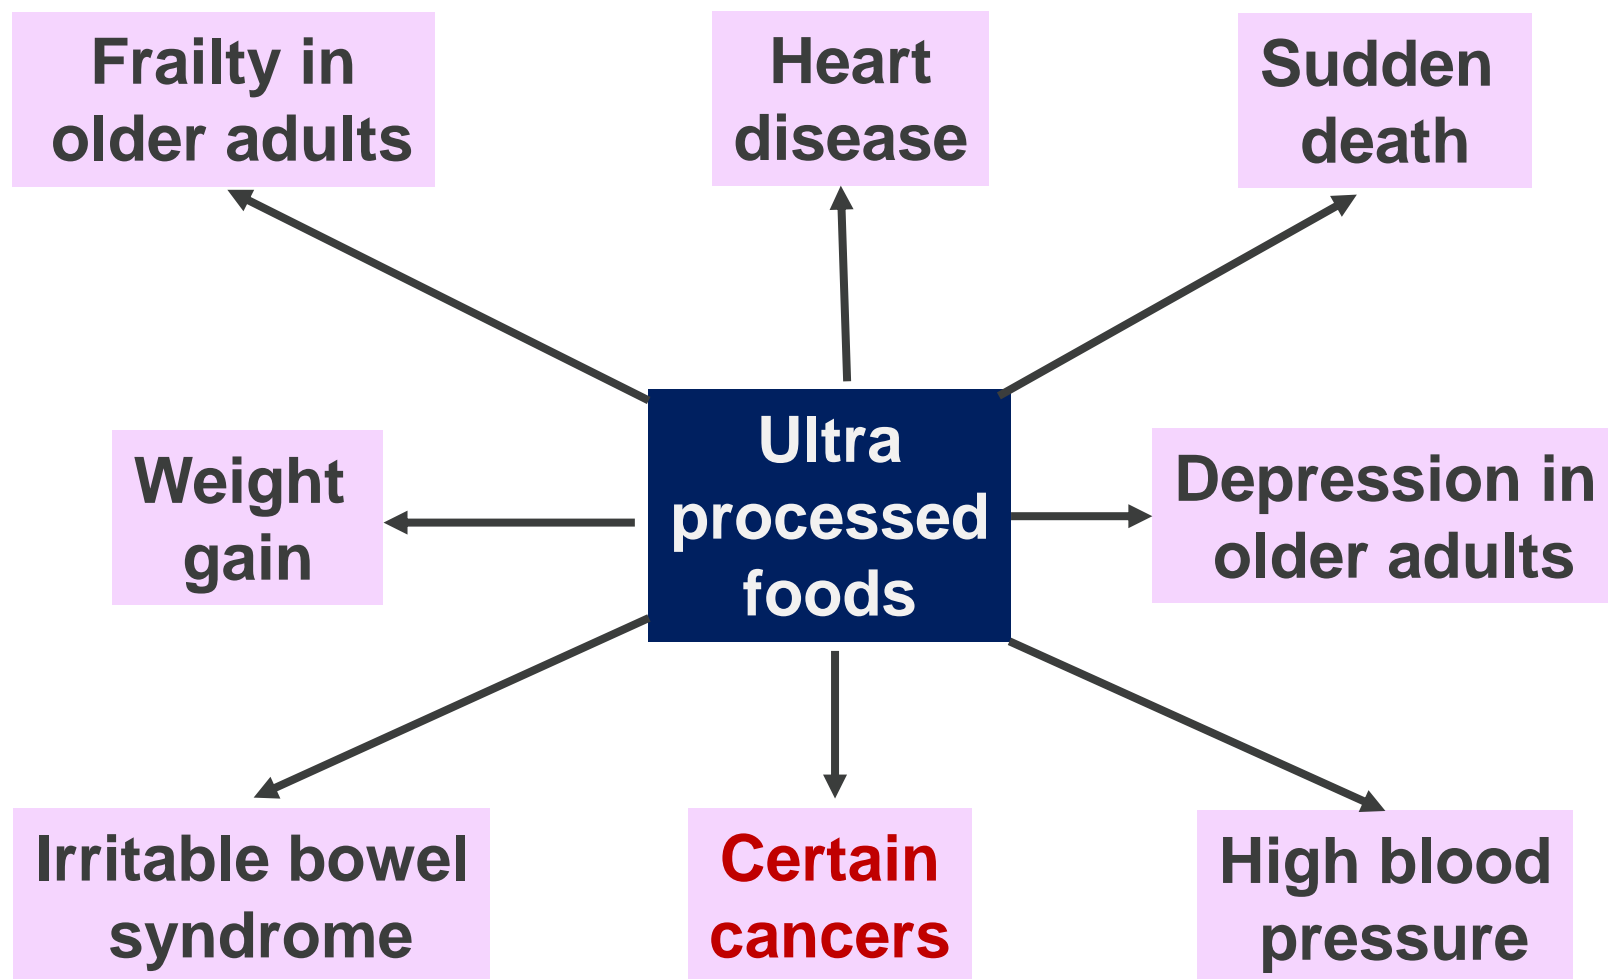 Frailty in
older adults
Heart
disease
Sudden
death
Weight
gain
Ultra
processed
foods
Depression in
older adults
Irritable bowel
syndrome
Certain
cancers
High blood
pressure